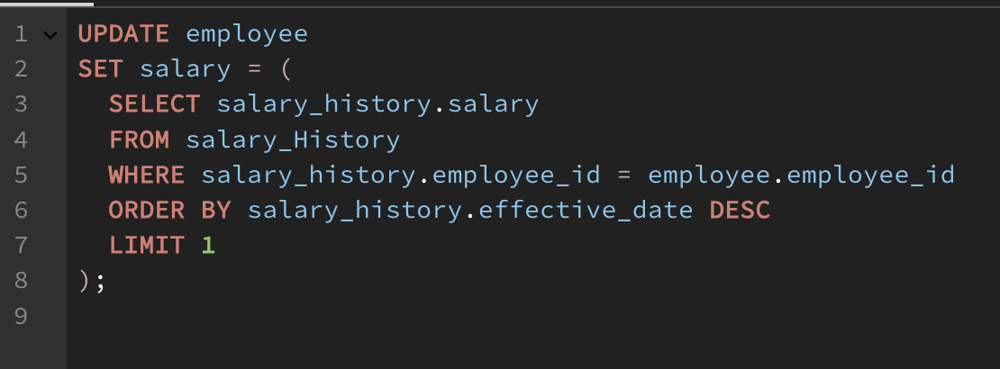 1 UPDATE employee
2 SET salary = (
3 SELECT salary_history.salary
4 FROM salary_History
5 WHERE salary_history.employee_id = employee.employee_id
6 ORDER BY salary_history.effective_date DESC
7 LIMIT 1
8 );
9